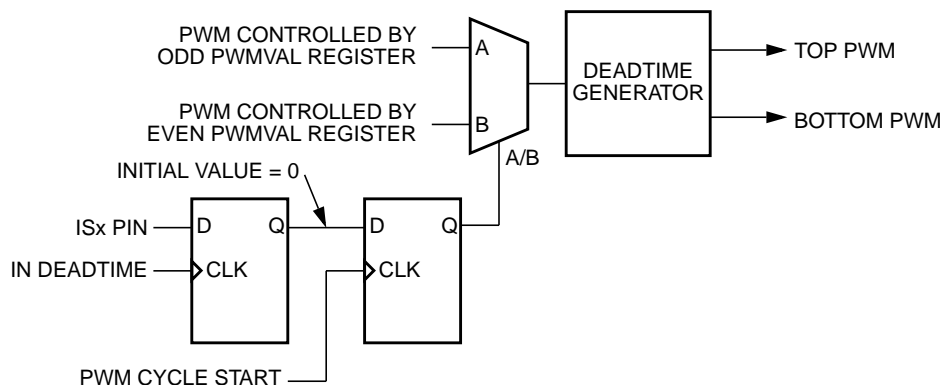 PWM CONTROLLED BY
ODD PWMVAL REGISTER
A
DEADTIME
GENERATOR
TOP PWM
PWM CONTROLLED BY
EVEN PWMVAL REGISTER
B
BOTTOM PWM
A/B
INITIAL VALUE = 0
ISx PIN
D
Q
D
Q
IN DEADTIME
CLK
CLK
PWM CYCLE START